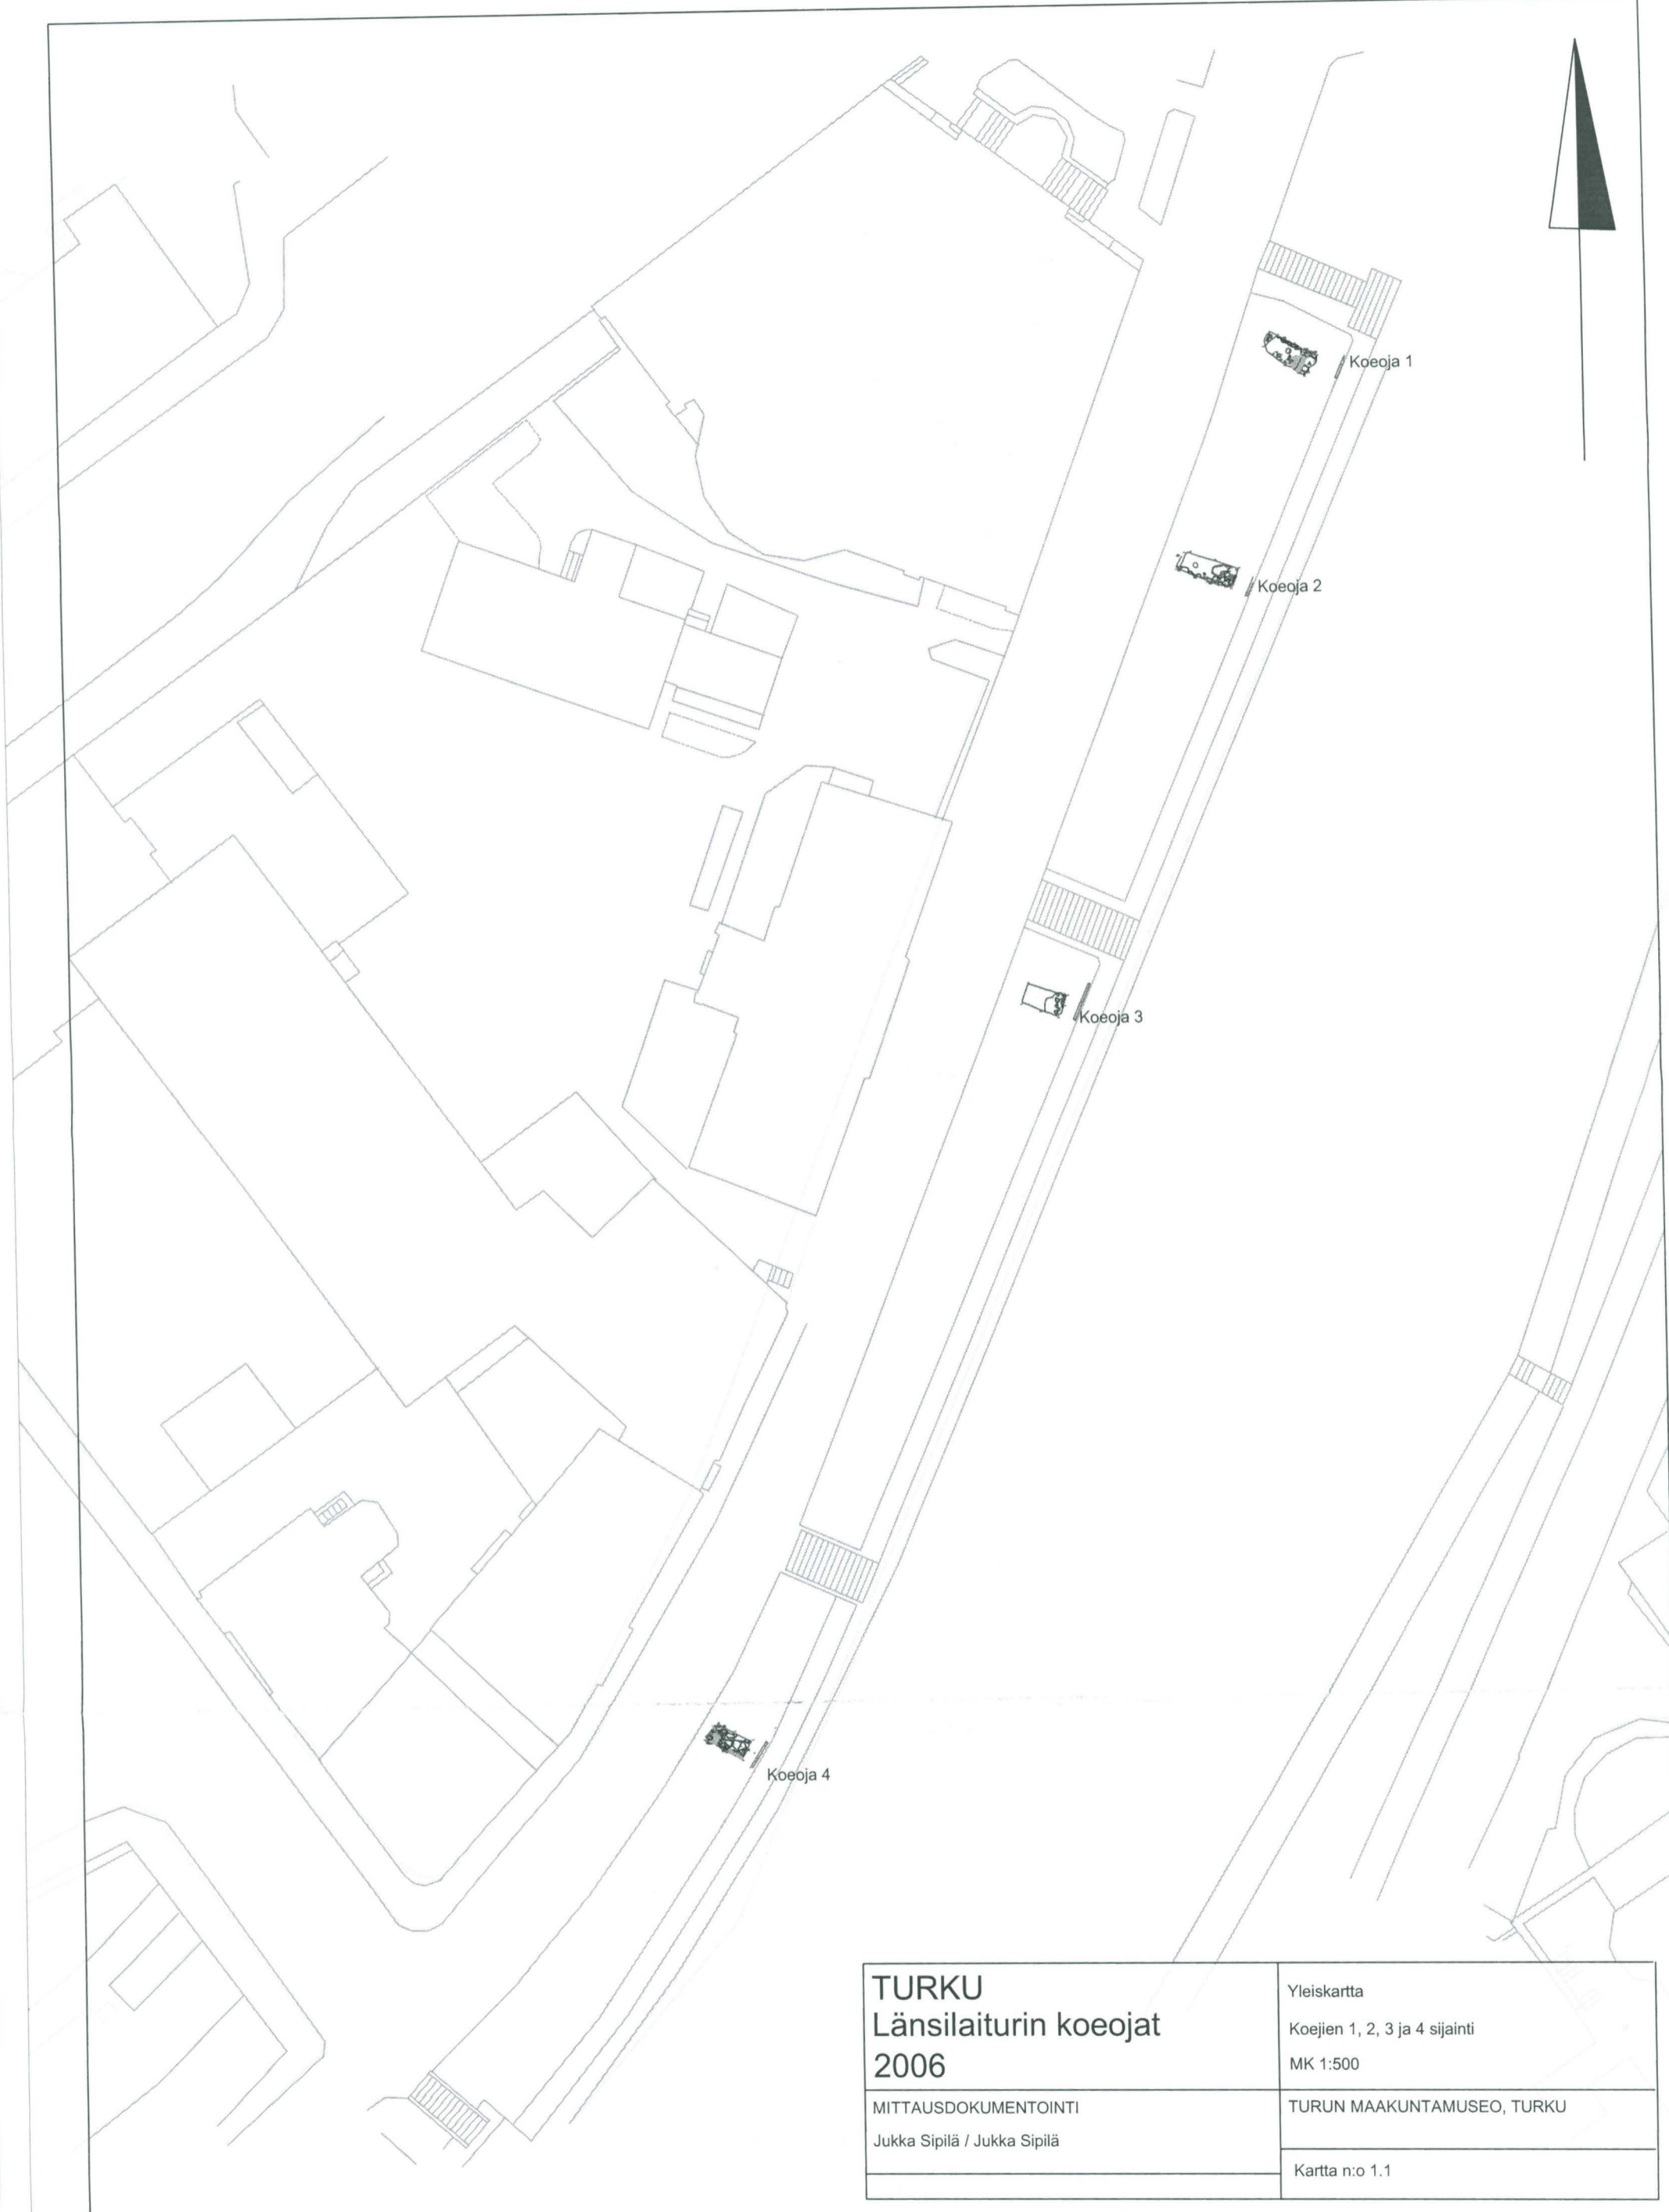 Koeoja 1
Koeoja 2
Koeoja 3
Koeoja 4
TURKU
Länsilaiturin koeojat
2006
MITTAUSDOKUMENTOINTI
Jukka Sipilä / Jukka Sipilä
Yleiskartta
Koejien 1, 2, 3 ja 4 sijainti
MK 1:500
TURUN MAAKUNTAMUSEO, TURKU
Kartta n:o 1.1